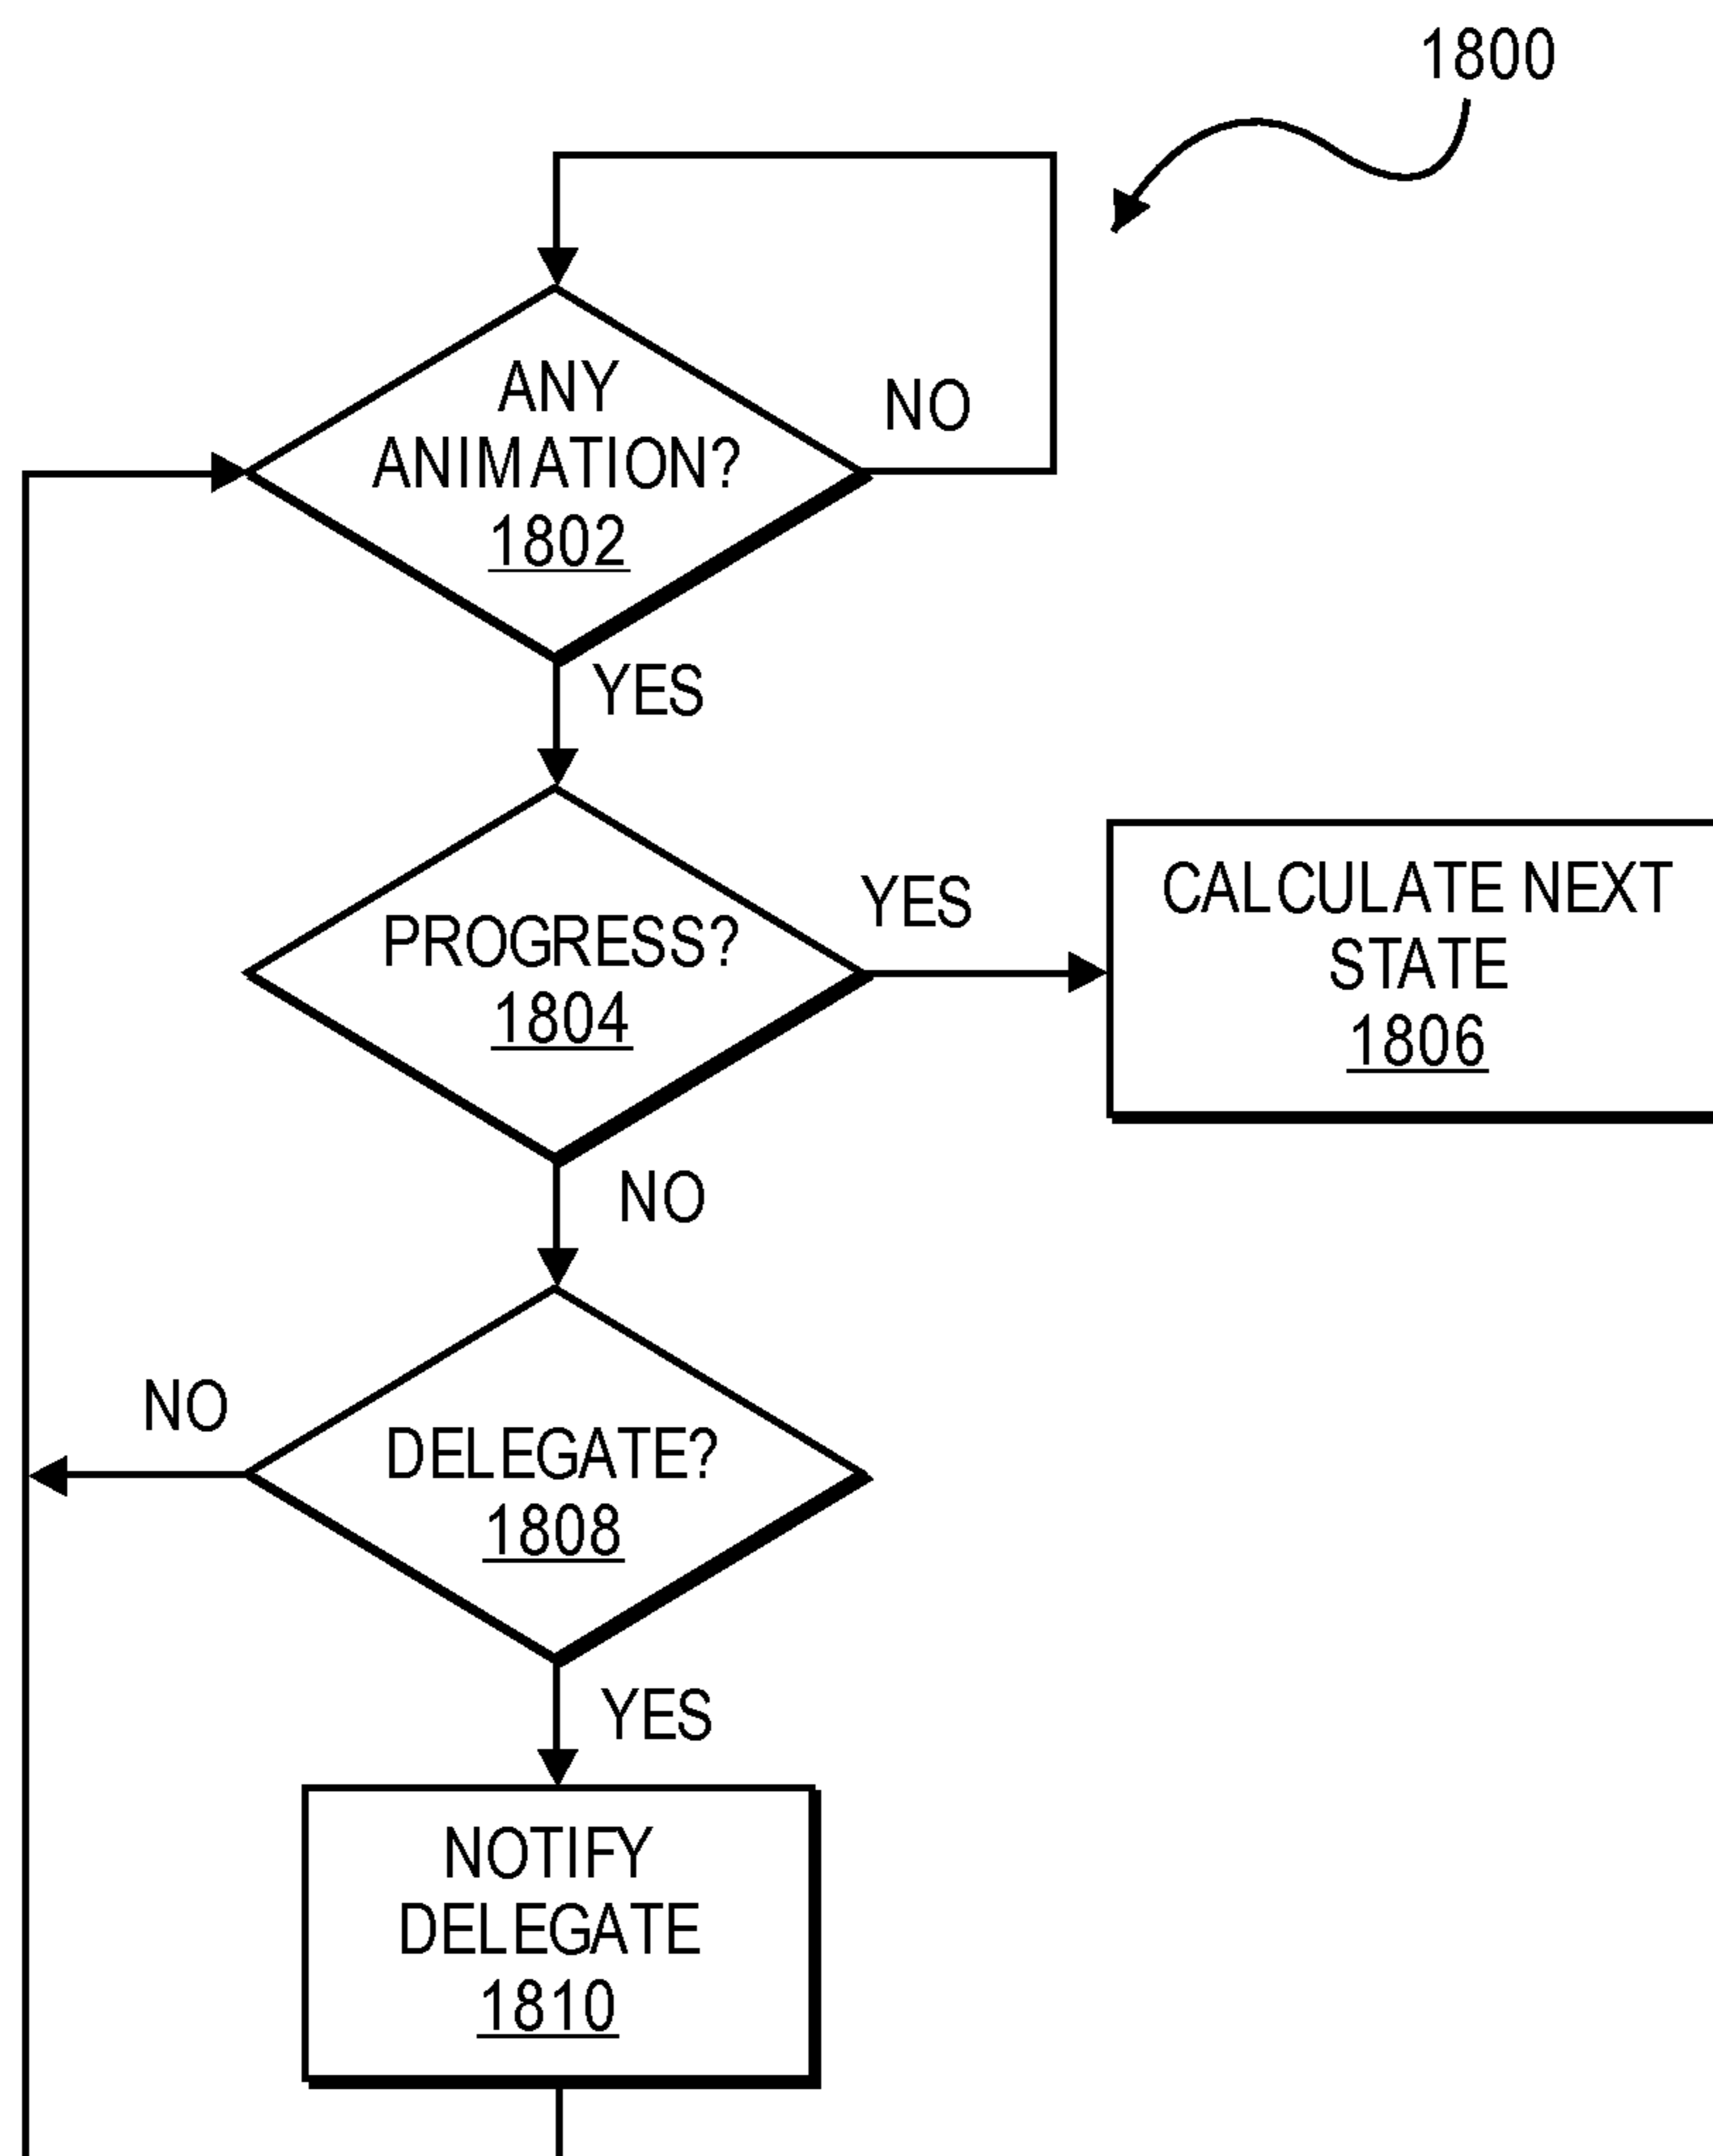 1800
ANY
ANIMATION?
1802
NO
YES
PROGRESS?
1804
YES
CALCULATE NEXT
STATE
1806
NO
DELEGATE?
1808
NO
YES
NOTIFY
DELEGATE
1810